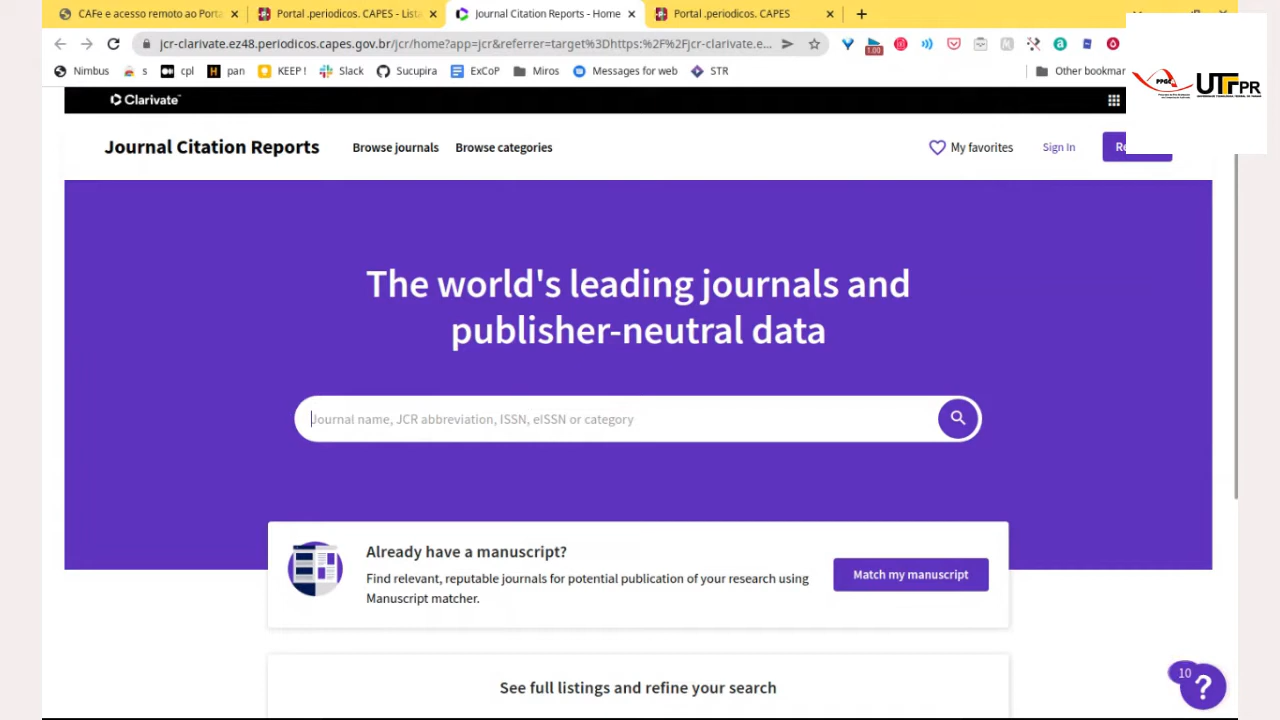 CAFe e acesso remoto ao Porta
Portal .periodicos. CAPES - Lista
Journal Citation Reports - Home
Portal .periodicos. CAPES
jcr-clarivate.ez48.periodicos.capes.gov.br/jcr/home?app=jcr&referrer=target%3Dhttps:%2F%2Fjcr-clarivate.e...
1.00
Nimbus
s
cpl
pan
KEEP !
Slack
Sucupira
ExCoP
Miros
Messages for web
STR
Other bookmar
PPGC
UTFPR
Clarivate™
Journal Citation Reports
Browse journals
Browse categories
My favorites
Sign In
The world's leading journals and
publisher-neutral data
Journal name, JCR abbreviation, ISSN, eISSN or category
Already have a manuscript?
Find relevant, reputable journals for potential publication of your research using
Manuscript matcher.
Match my manuscript
See full listings and refine your search
10
?